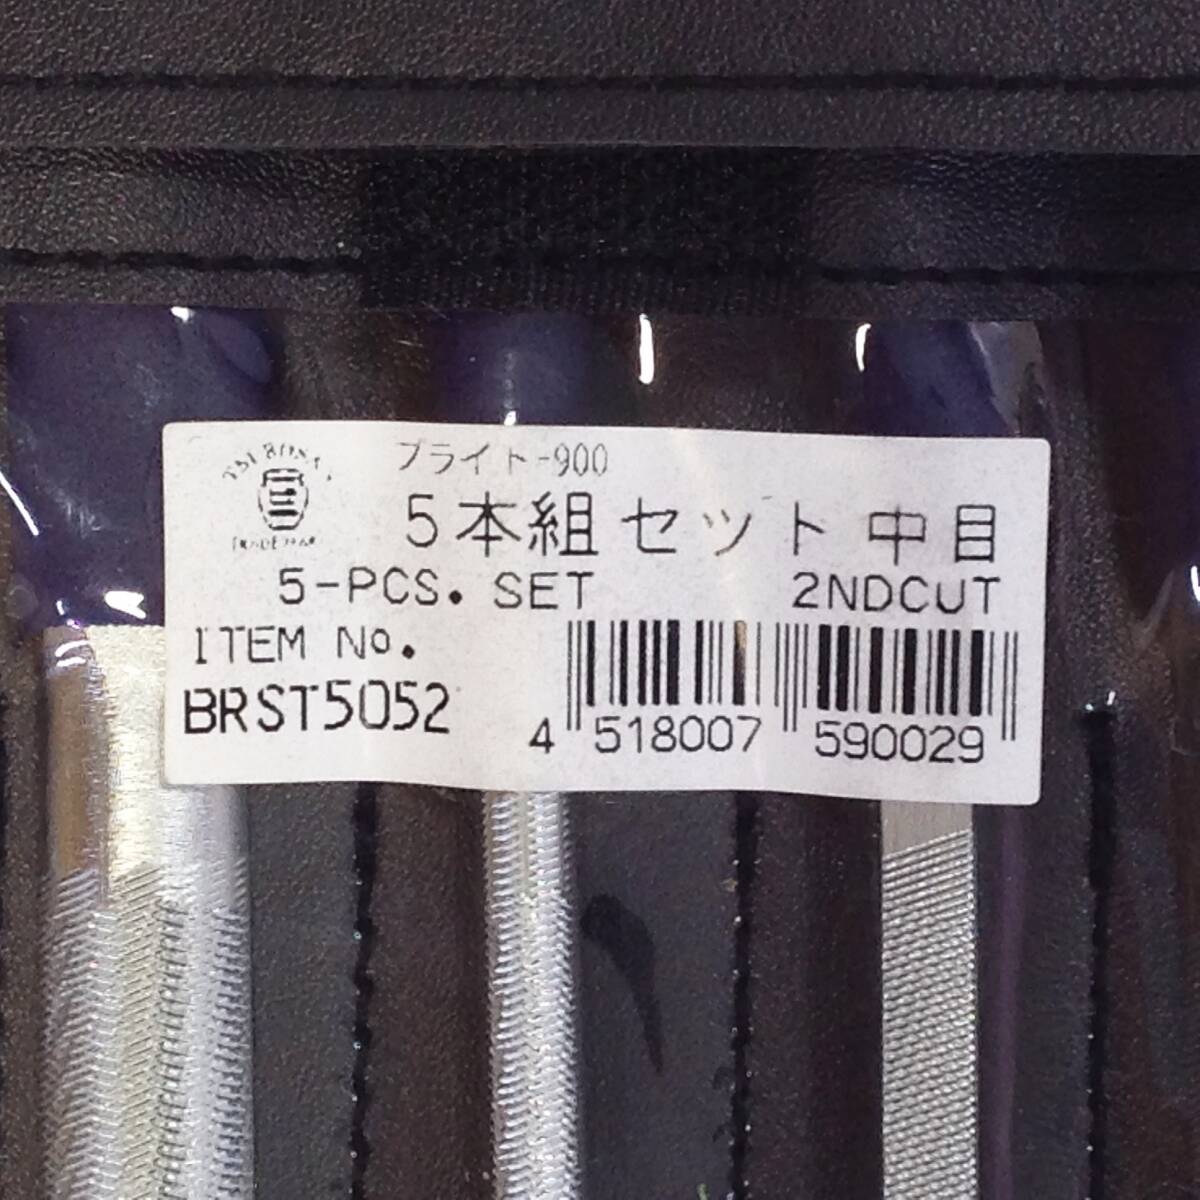 ブライト-900
5本組セット 中目
5-PCS. SET 2NDCUT
ITEM No.
BRST5052
4 518007 590029